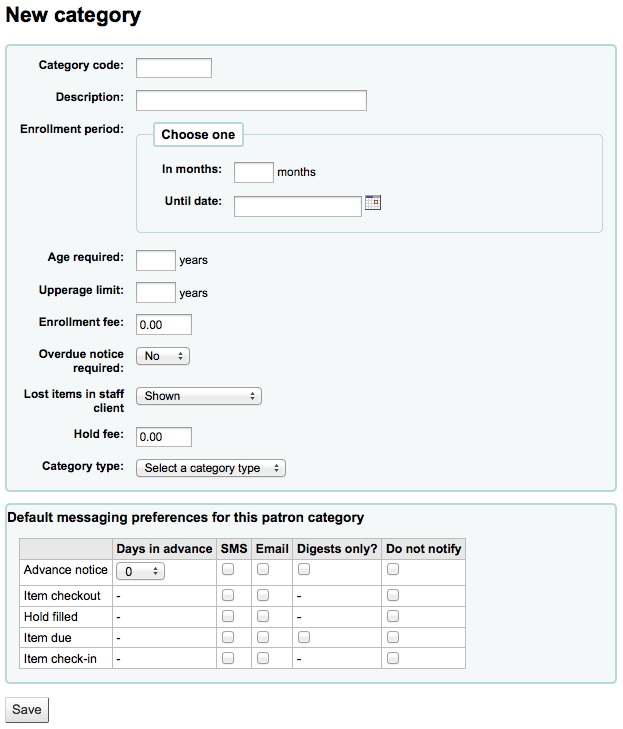 New category
Category code:
Description:
Enrollment period:
Choose one
In months: months
Until date:
Age required: years
Upperage limit: years
Enrollment fee: 0.00
Overdue notice required: No
Lost items in staff client Shown
Hold fee: 0.00
Category type: Select a category type
Default messaging preferences for this patron category
Days in advance SMS Email Digests only? Do not notify
Advance notice 0
Item checkout - -
Hold filled - -
Item due -
Item check-in - -
Save